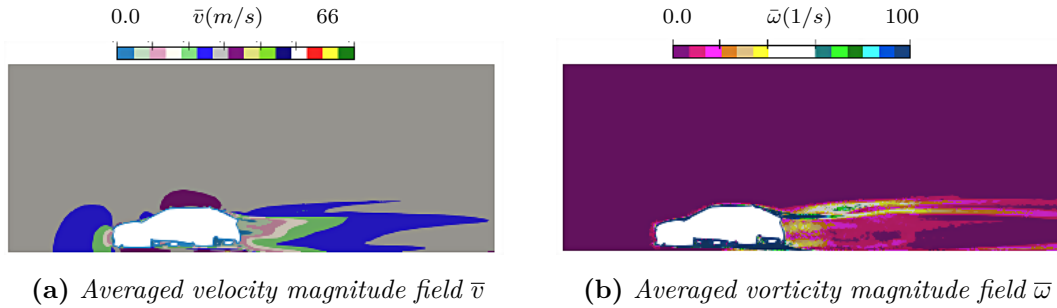 0.0 v̅(m/s) 66
0.0 ω̅(1/s) 100
(a) Averaged velocity magnitude field v̅
(b) Averaged vorticity magnitude field ω̅